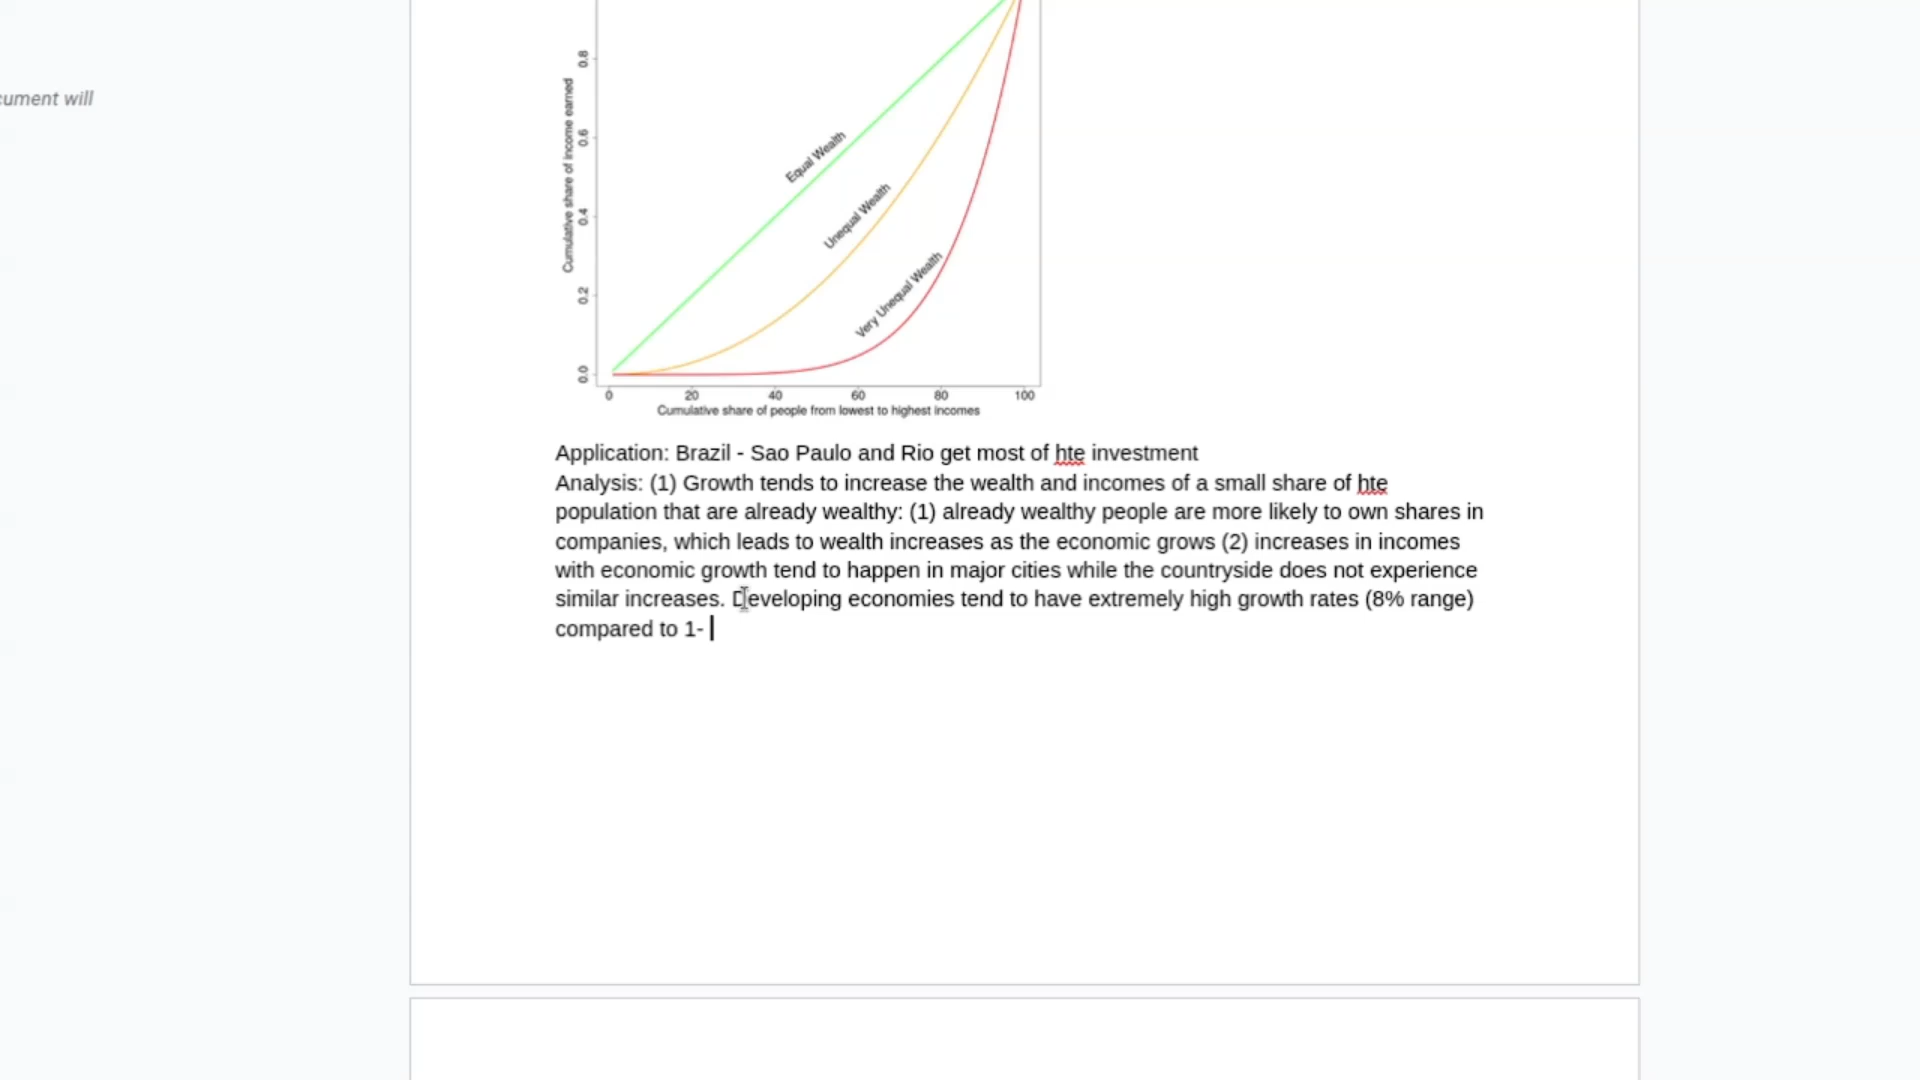 cument will
0.8
0.6
0.4
0.2
0.0
Cumulative share of income earned
Equal Wealth
Unequal Wealth
Very Unequal Wealth
0 20 40 60 80 100
Cumulative share of people from lowest to highest incomes
Application: Brazil - Sao Paulo and Rio get most of hte investment
Analysis: (1) Growth tends to increase the wealth and incomes of a small share of hte
population that are already wealthy: (1) already wealthy people are more likely to own shares in
companies, which leads to wealth increases as the economic grows (2) increases in incomes
with economic growth tend to happen in major cities while the countryside does not experience
similar increases. Developing economies tend to have extremely high growth rates (8% range)
compared to 1-